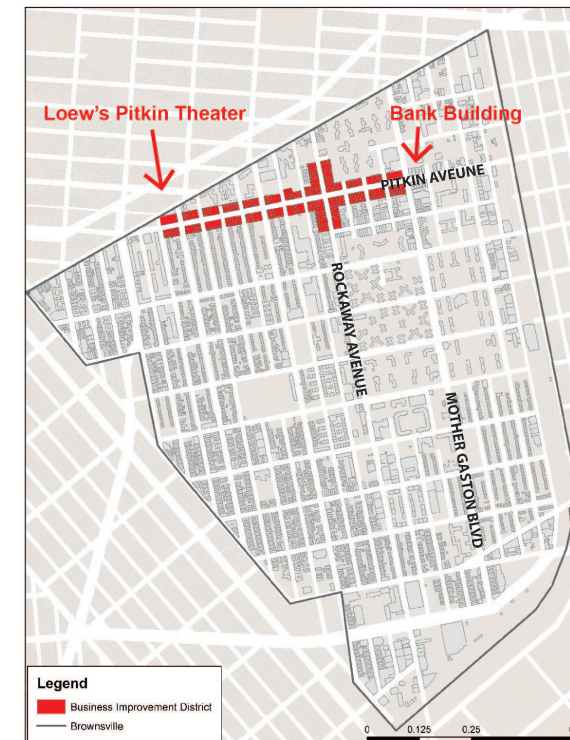 Loew's Pitkin Theater
Bank Building
PITKIN AVEUNE
ROCKAWAY AVENUE
MOTHER GASTON BLVD
Legend
Business Improvement District
Brownsville
0 0.125 0.25